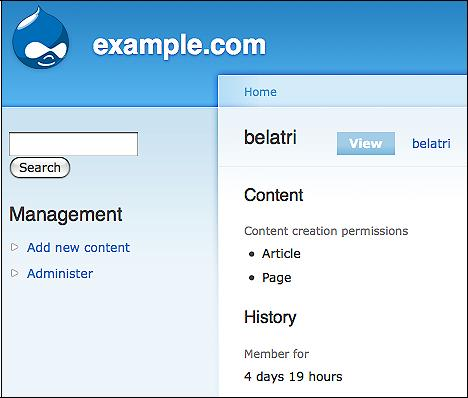 example.com
Home
Search
Management
Add new content
Administer
belatri
View belatri
Content
Content creation permissions
Article
Page
History
Member for
4 days 19 hours